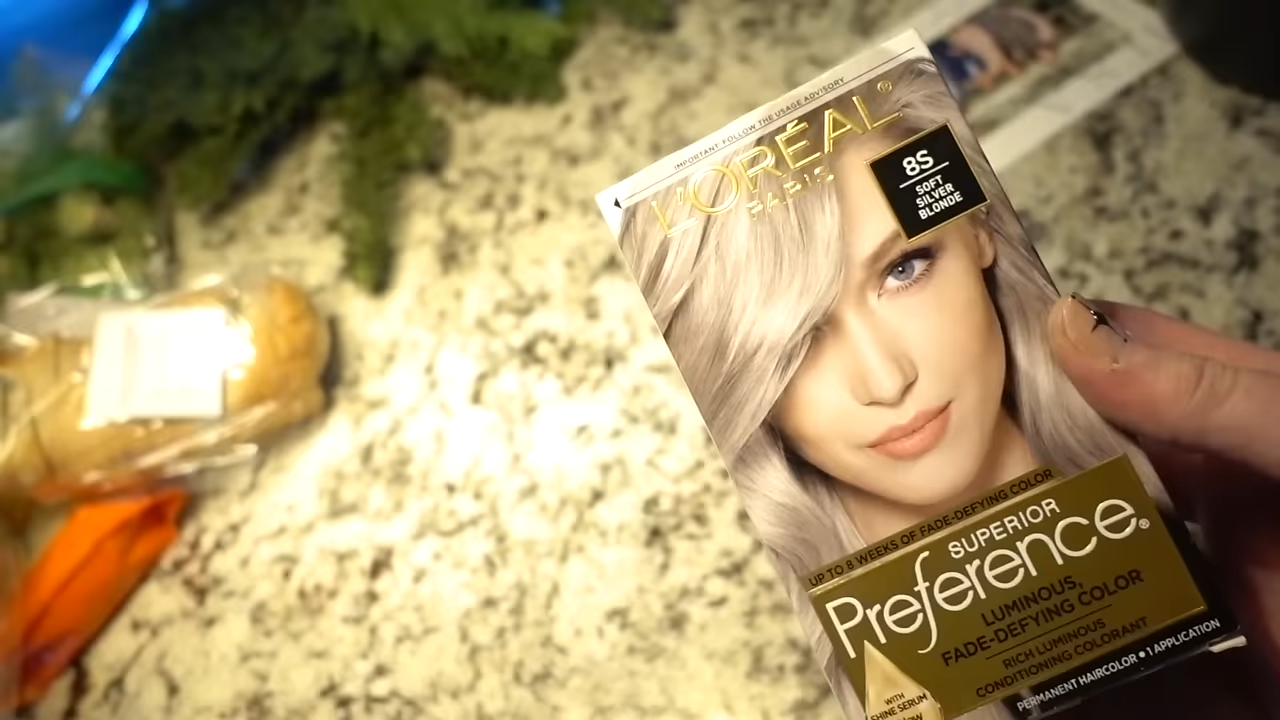 IMPORTANT: FOLLOW THE USAGE ADVISORY
L'ORÉAL®
PARIS
8S
SOFT
SILVER
BLONDE
UP TO 8 WEEKS OF FADE-DEFYING COLOR
SUPERIOR
Preference®
LUMINOUS,
FADE-DEFYING COLOR
RICH LUMINOUS
CONDITIONING COLORANT
WITH
SHINE SERUM
PERMANENT HAIRCOLOR • 1 APPLICATION